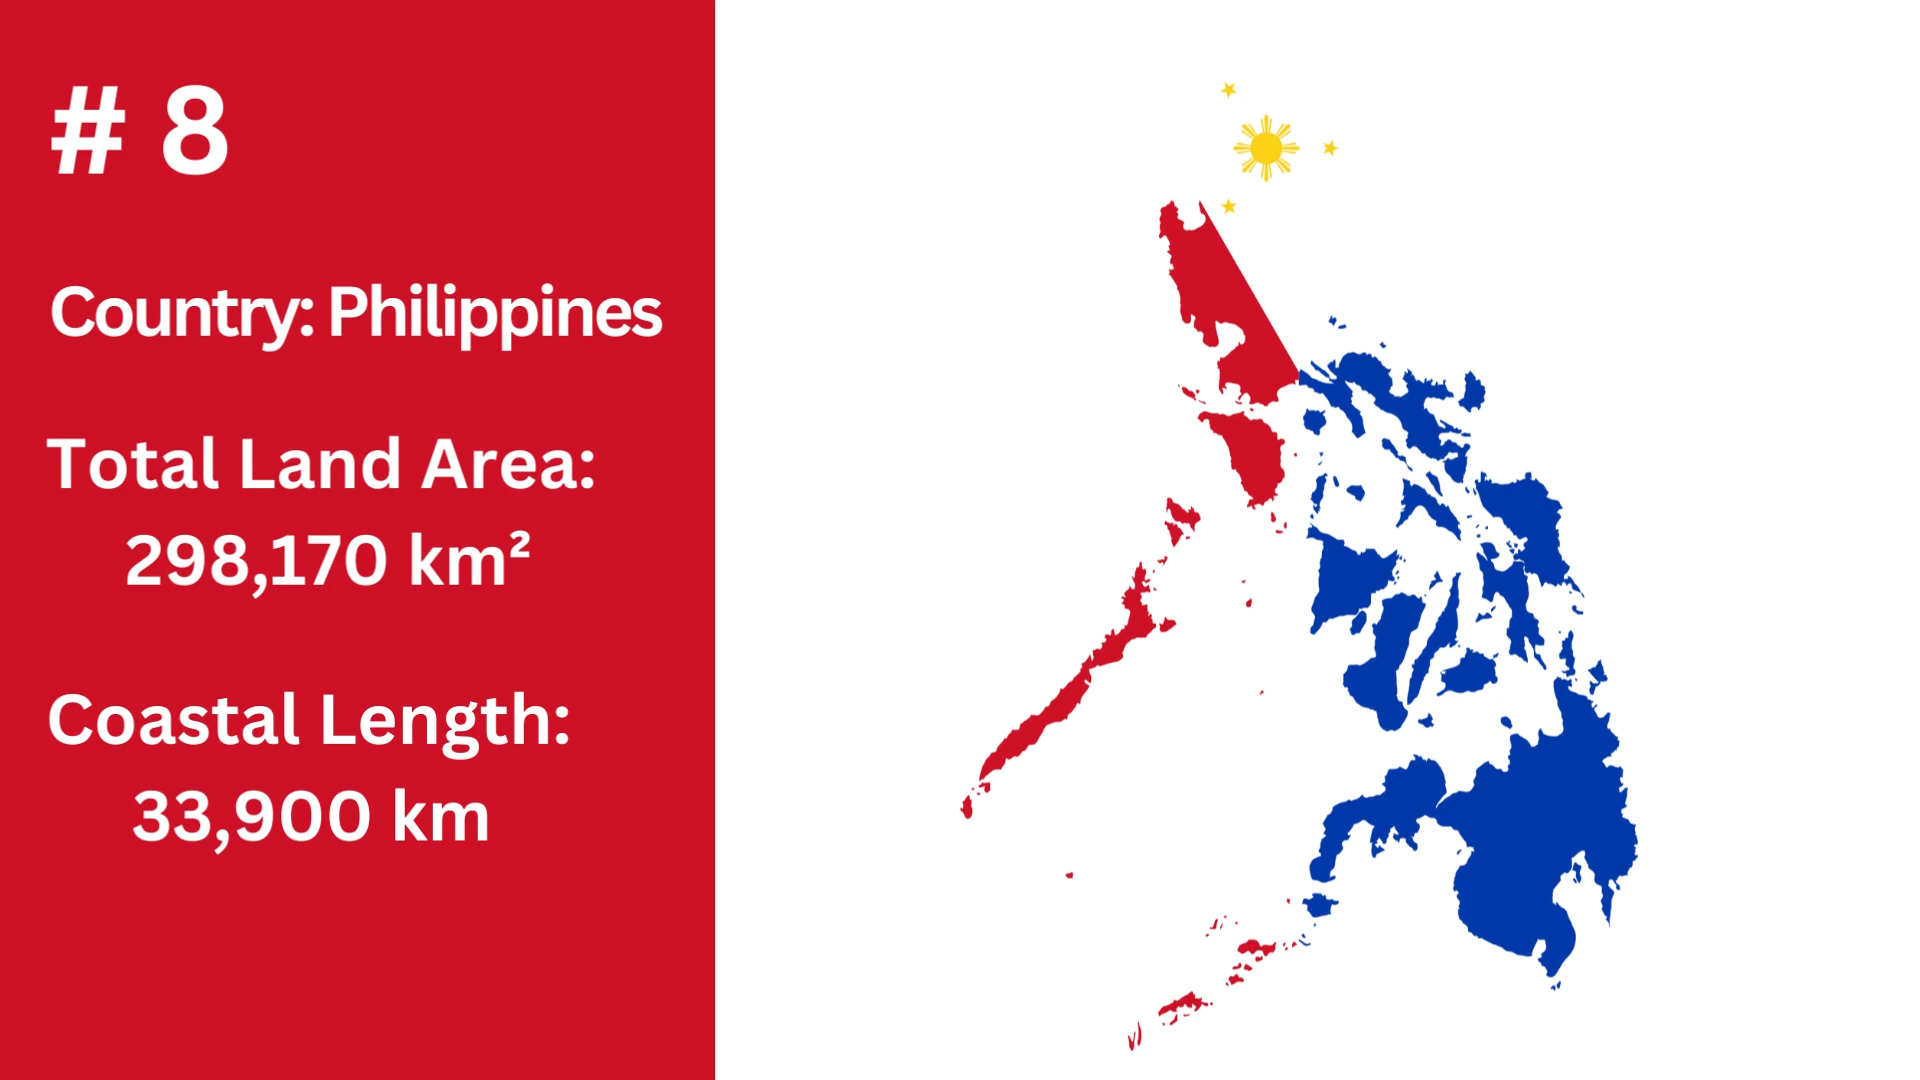 # 8
Country: Philippines
Total Land Area:
298,170 km²
Coastal Length:
33,900 km